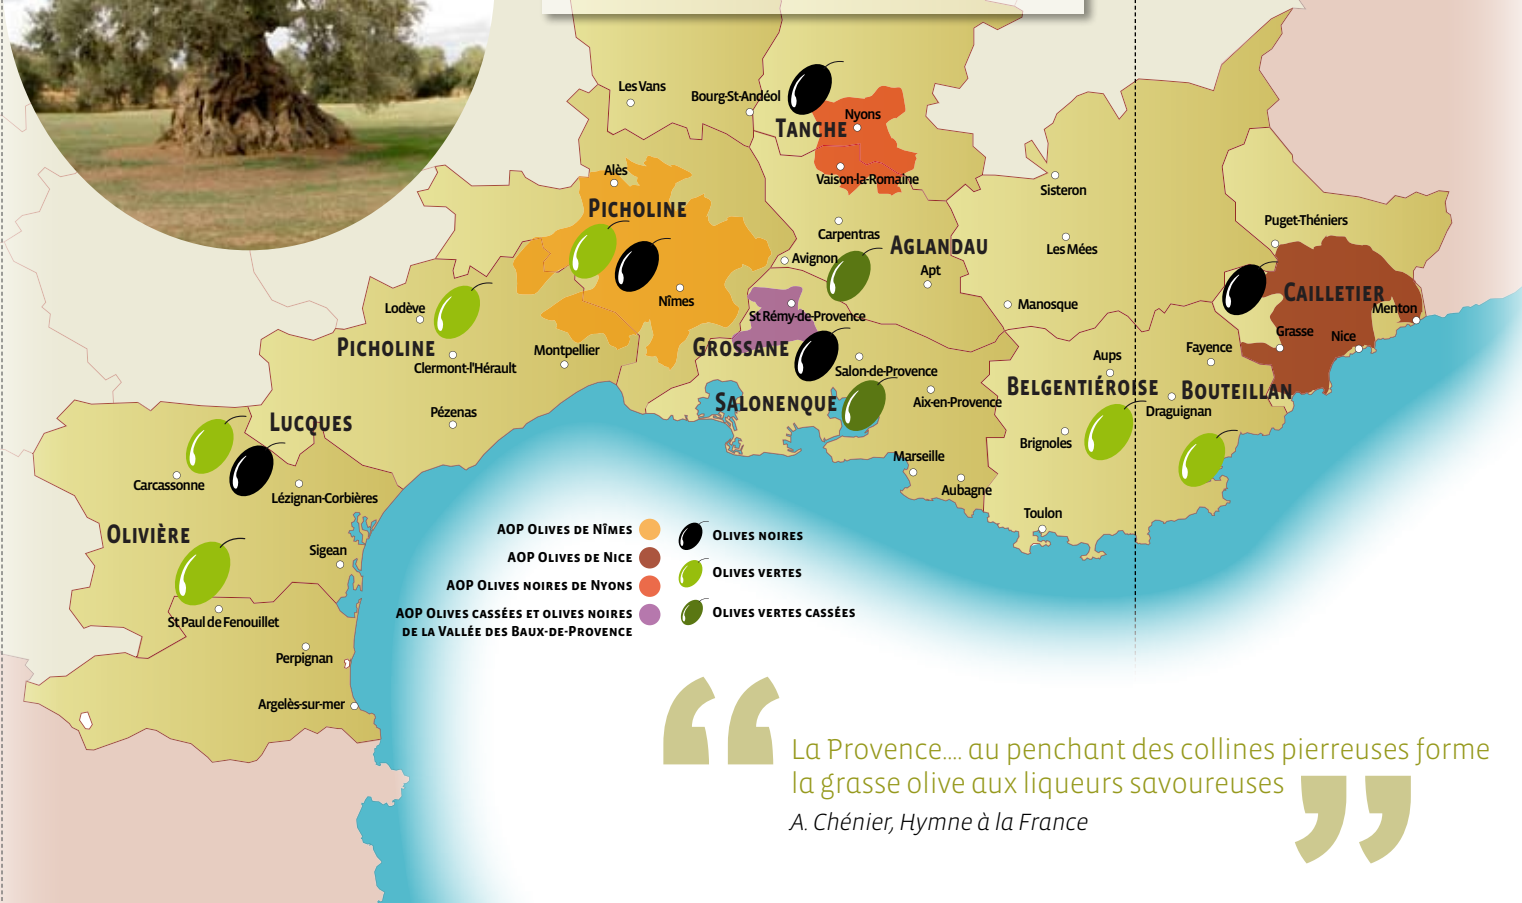 Les Vans
Bourg-St-Andéol
Nyons
TANCHE
Vaison-la-Romaine
Alès
PICHOLINE
Sisteron
Carpentras
Puget-Théniers
AGLANDAU
Les Mées
Avignon
Apt
Nîmes
CAILLETIER
Menton
Manosque
St Rémy-de-Provence
Lodève
PICHOLINE
Clermont-l'Hérault
Montpellier
GROSSANE
Grasse
Nice
Fayence
Aups
Salon-de-Provence
BELGENTIÉROISE
BOUTEILLAN
SALONENQUE
Aix-en-Provence
Draguignan
Pézenas
LUCQUES
Brignoles
Marseille
Carcassonne
Lézignan-Corbières
Aubagne
Toulon
OLIVIÈRE
Sigean
St Paul de Fenouillet
Perpignan
Argelès-sur-mer
AOP OLIVES DE NÎMES
AOP OLIVES DE NICE
AOP OLIVES NOIRES DE NYONS
AOP OLIVES CASSÉES ET OLIVES NOIRES
DE LA VALLÉE DES BAUX-DE-PROVENCE
OLIVES NOIRES
OLIVES VERTES
OLIVES VERTES CASSÉES
“
La Provence.... au penchant des collines pierreuses forme
la grasse olive aux liqueurs savoureuses
”
A. Chénier, Hymne à la France